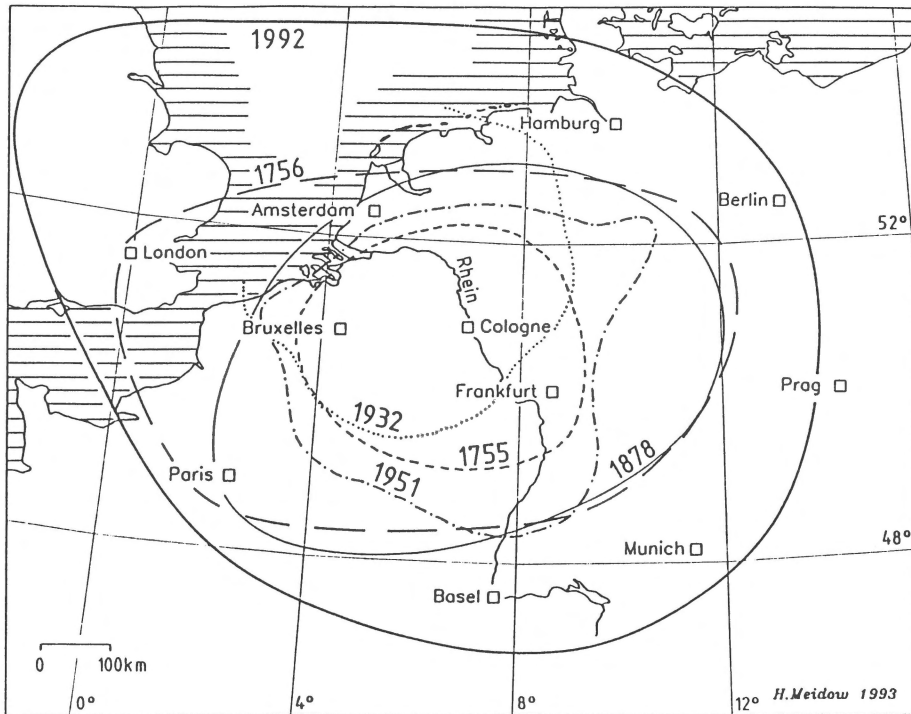 1992
Hamburg
1756
Berlin
Amsterdam
52°
London
Rhein
Bruxelles
Cologne
Frankfurt
Prag
1932
1755
1878
Paris
1951
48°
Munich
Basel
0 100km
0° 4° 8° 12°
H.Meidow 1993